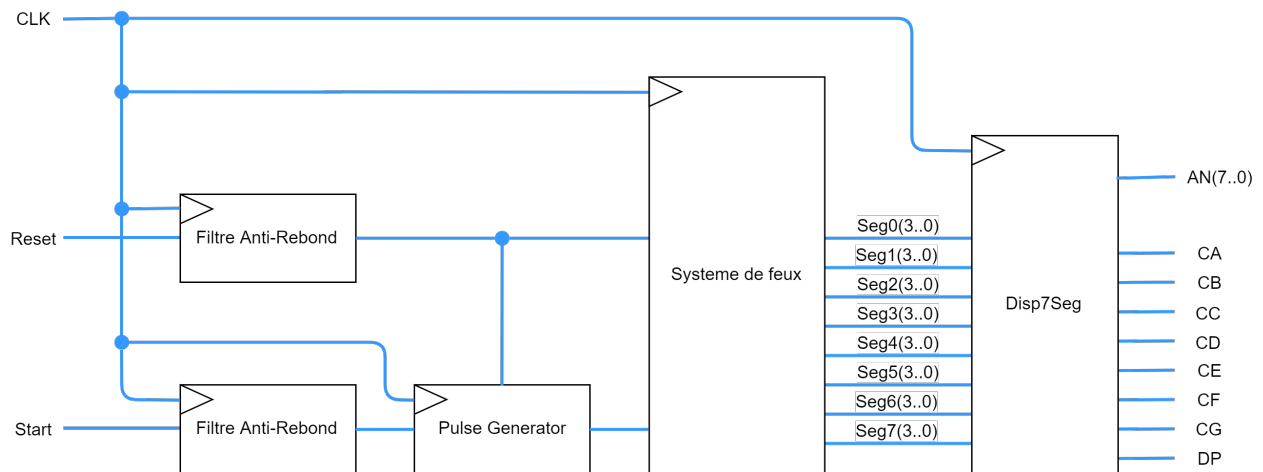 CLK
AN(7..0)
Seg0(3..0)
Reset
Filtre Anti-Rebond
Seg1(3..0)
CA
Systeme de feux
Seg2(3..0)
CB
Disp7Seg
Seg3(3..0)
CC
Seg4(3..0)
CD
Seg5(3..0)
CE
Seg6(3..0)
CF
Start
Filtre Anti-Rebond
Pulse Generator
Seg7(3..0)
CG
DP